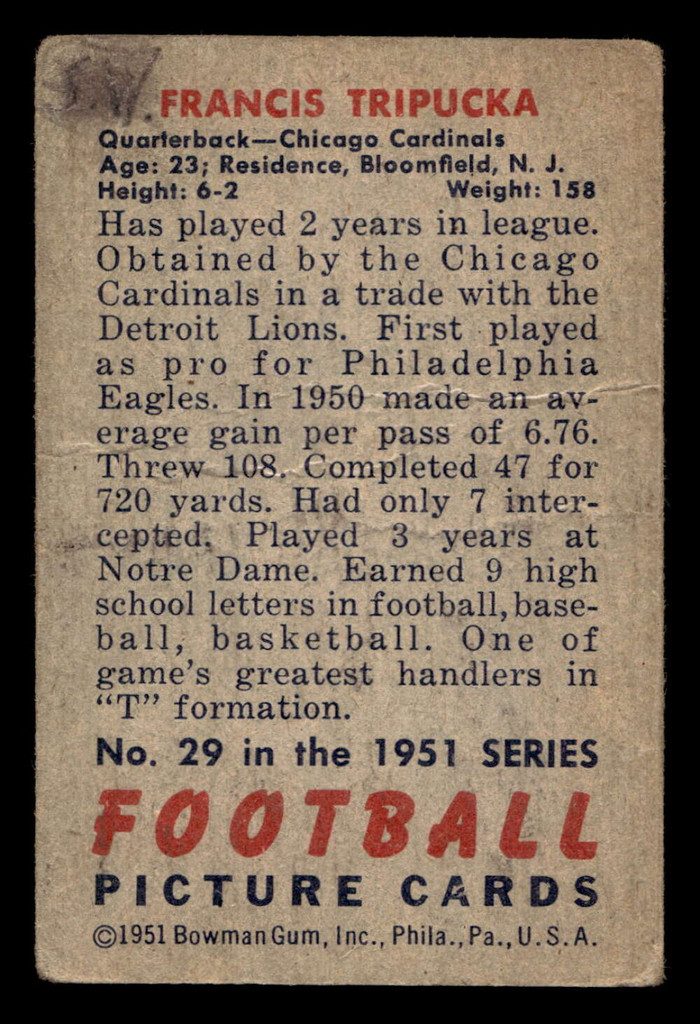 FRANCIS TRIPUCKA
Quarterback—Chicago Cardinals
Age: 23; Residence, Bloomfield, N. J.
Height: 6-2 Weight: 158
Has played 2 years in league.
Obtained by the Chicago
Cardinals in a trade with the
Detroit Lions. First played
as pro for Philadelphia
Eagles. In 1950 made an av-
erage gain per pass of 6.76.
Threw 108. Completed 47 for
720 yards. Had only 7 inter-
cepted. Played 3 years at
Notre Dame. Earned 9 high
school letters in football, base-
ball, basketball. One of
game's greatest handlers in
“T” formation.
No. 29 in the 1951 SERIES
FOOTBALL
PICTURE CARDS
©1951 Bowman Gum, Inc., Phila., Pa., U.S.A.